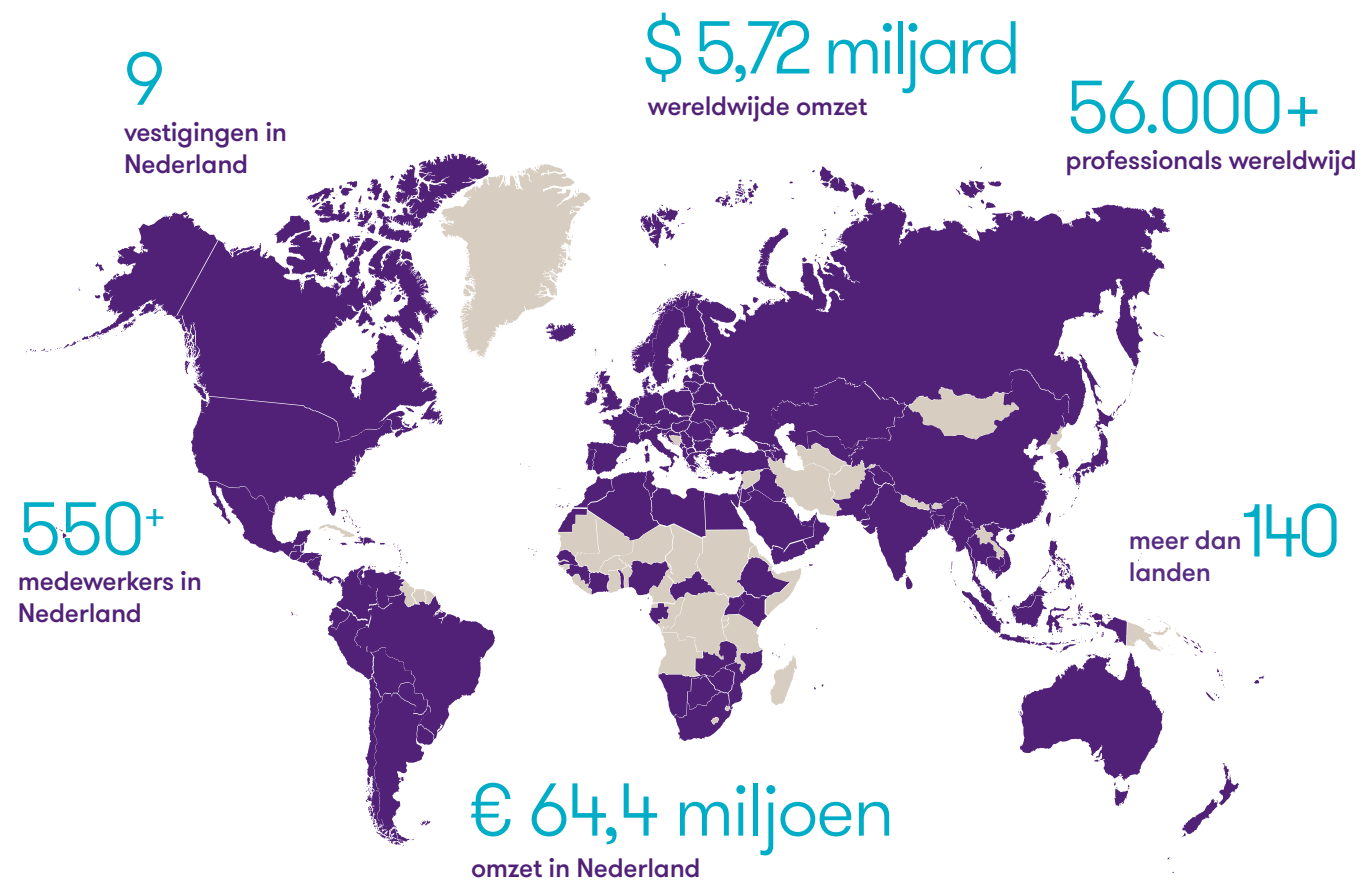 9
vestigingen in
Nederland
$ 5,72 miljard
wereldwijde omzet
56.000+
professionals wereldwijd
550+
medewerkers in
Nederland
meer dan 140
landen
€ 64,4 miljoen
omzet in Nederland